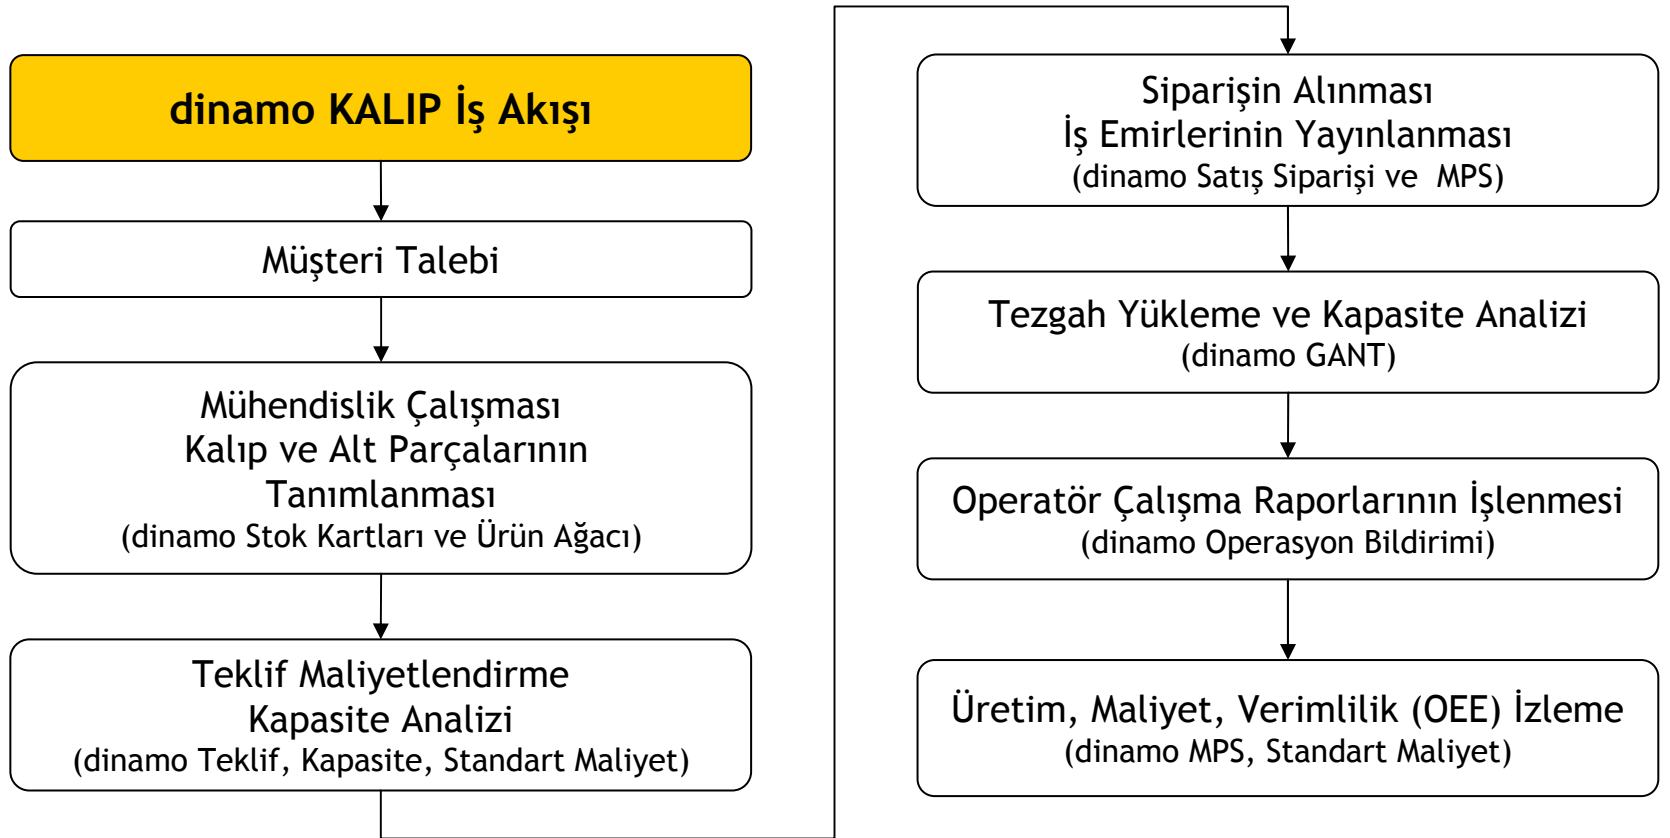 dinamo KALIP İş Akışı
Müşteri Talebi
Mühendislik Çalışması
Kalıp ve Alt Parçalarının
Tanımlanması
(dinamo Stok Kartları ve Ürün Ağacı)
Teklif Maliyetlendirme
Kapasite Analizi
(dinamo Teklif, Kapasite, Standart Maliyet)
Siparişin Alınması
İş Emirlerinin Yayınlanması
(dinamo Satış Siparişi ve MPS)
Tezgah Yükleme ve Kapasite Analizi
(dinamo GANT)
Operatör Çalışma Raporlarının İşlenmesi
(dinamo Operasyon Bildirimi)
Üretim, Maliyet, Verimlilik (OEE) İzleme
(dinamo MPS, Standart Maliyet)